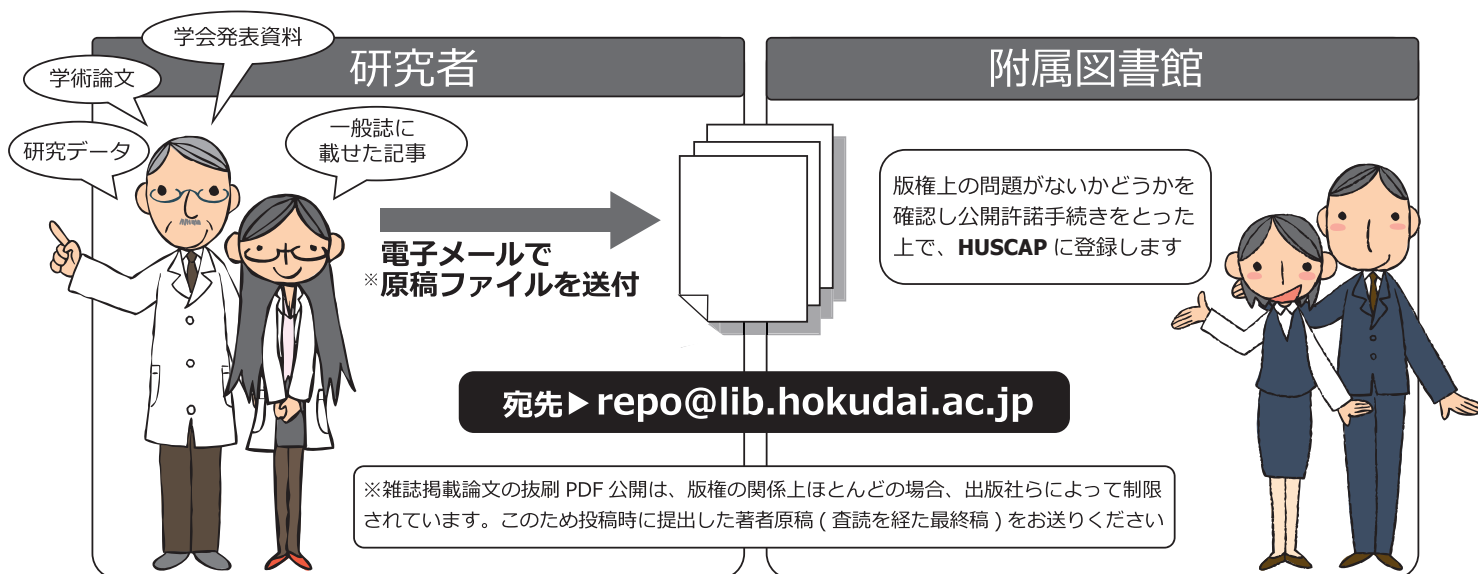 学会発表資料
学術論文
研究データ
一般誌に
載せた記事
研究者
電子メールで
※原稿ファイルを送付
附属図書館
版権上の問題がないかどうかを
確認し公開許諾手続きをとった
上で、HUSCAP に登録します
宛先▶repo@lib.hokudai.ac.jp
※雑誌掲載論文の抜刷 PDF 公開は、版権の関係上ほとんどの場合、出版社らによって制限
されています。このため投稿時に提出した著者原稿 ( 査読を経た最終稿 ) をお送りください